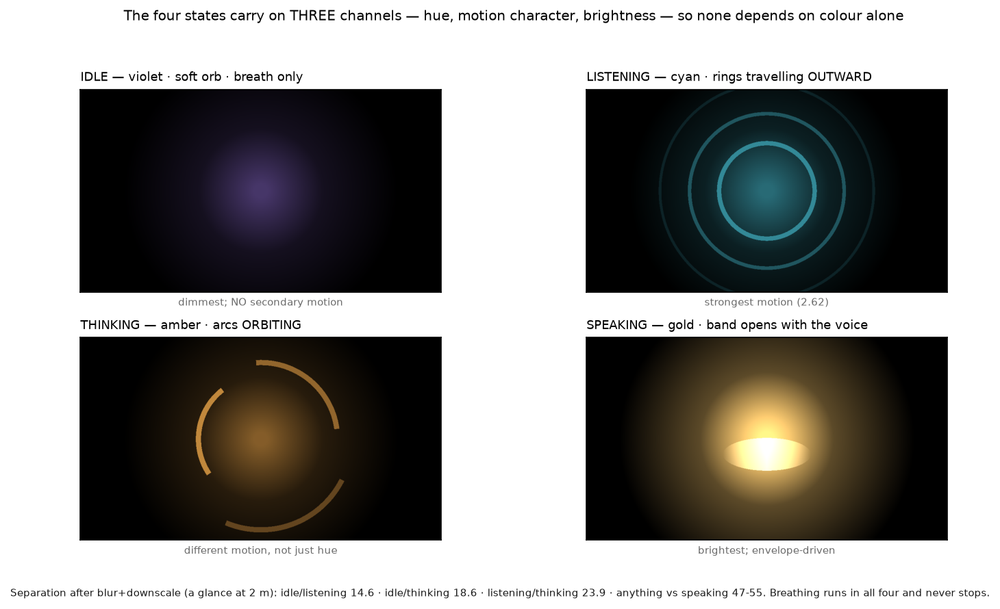 The four states carry on THREE channels — hue, motion character, brightness — so none depends on colour alone
IDLE — violet · soft orb · breath only
LISTENING — cyan · rings travelling OUTWARD
dimmest; NO secondary motion
strongest motion (2.62)
THINKING — amber · arcs ORBITING
SPEAKING — gold · band opens with the voice
different motion, not just hue
brightest; envelope-driven
Separation after blur+downscale (a glance at 2 m): idle/listening 14.6 · idle/thinking 18.6 · listening/thinking 23.9 · anything vs speaking 47-55. Breathing runs in all four and never stops.